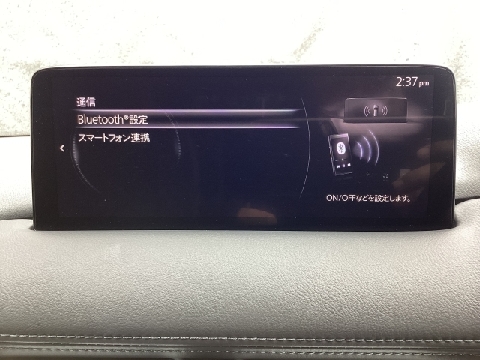 2:37 pm
通信
Bluetooth®設定
スマートフォン連携
ON/OFFなどを設定します。